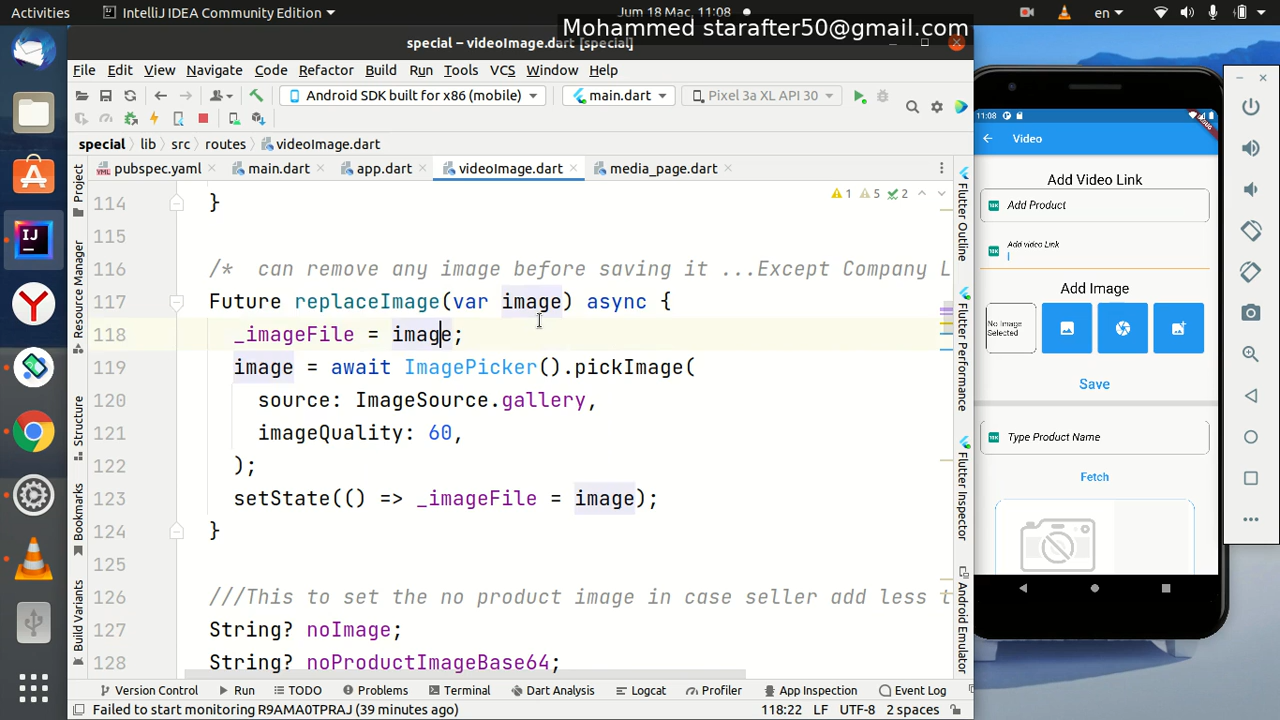 Activities
IntelliJ IDEA Community Edition
Jum 18 Mac, 11:08
en
Mohammed starafter50@gmail.com
special – videoImage.dart [special]
File Edit View Navigate Code Refactor Build Run Tools VCS Window Help
Android SDK built for x86 (mobile)
main.dart
Pixel 3a XL API 30
special lib src routes videoImage.dart
pubspec.yaml
main.dart
app.dart
videoImage.dart
media_page.dart
1 5 2
Project
Resource Manager
Structure
Bookmarks
Build Variants
114 }
115
116 /* can remove any image before saving it ...Except Company L
117 Future replaceImage(var image) async {
118 _imageFile = image;
119 image = await ImagePicker().pickImage(
120 source: ImageSource.gallery,
121 imageQuality: 60,
122 );
123 setState(() => _imageFile = image);
124 }
125
126 ///This to set the no product image in case seller add less t
127 String? noImage;
128 String? noProductImageBase64;
Flutter Outline
Flutter Performance
Flutter Inspector
Android Emulator
Version Control
Run
TODO
Problems
Terminal
Dart Analysis
Logcat
Profiler
App Inspection
Event Log
Failed to start monitoring R9AMA0TPRAJ (39 minutes ago)
118:22 LF UTF-8 2 spaces
11:08
Video
Add Video Link
Add Product
Add video Link
Add Image
No Image
Selected
Save
Type Product Name
Fetch